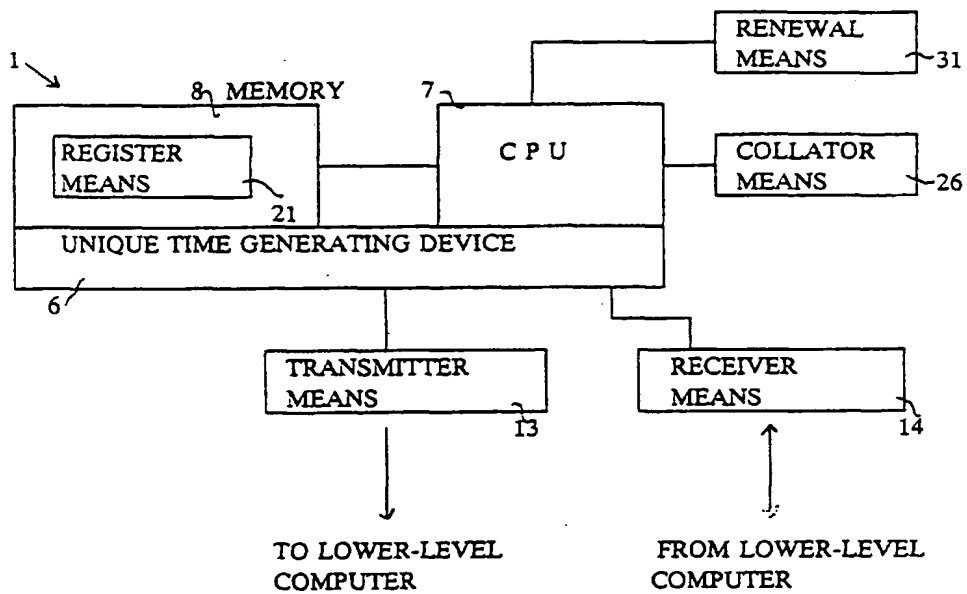 1
8 MEMORY
7
RENEWAL
MEANS
31
REGISTER
MEANS
21
C P U
COLLATOR
MEANS
26
UNIQUE TIME GENERATING DEVICE
6
TRANSMITTER
MEANS
13
RECEIVER
MEANS
14
TO LOWER-LEVEL
COMPUTER
FROM LOWER-LEVEL
COMPUTER